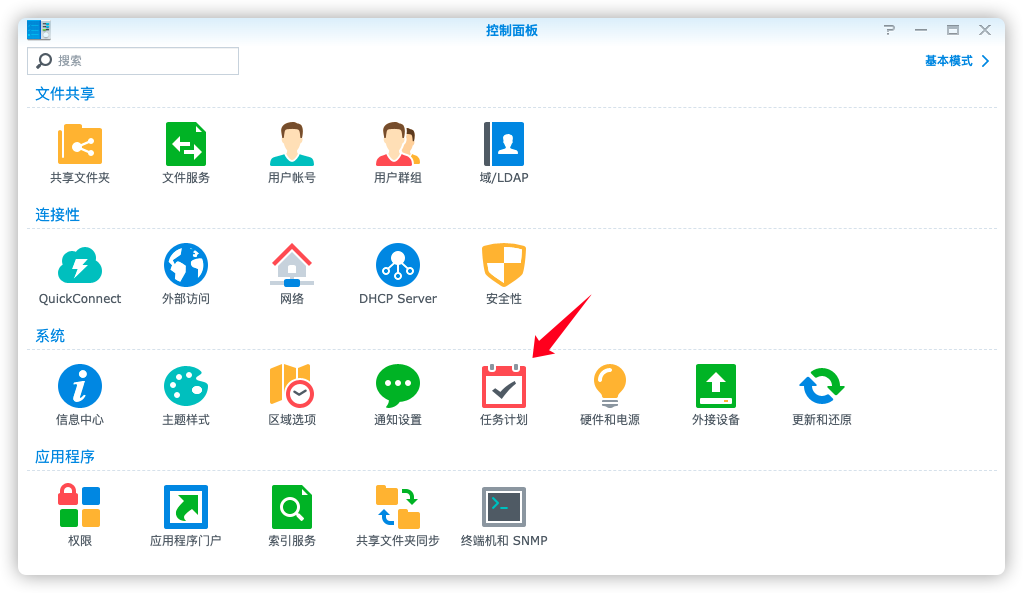 控制面板
搜索
基本模式
文件共享
共享文件夹 文件服务 用户帐号 用户群组 域/LDAP
连接性
QuickConnect 外部访问 网络 DHCP Server 安全性
系统
信息中心 主题样式 区域选项 通知设置 任务计划 硬件和电源 外接设备 更新和还原
应用程序
权限 应用程序门户 索引服务 共享文件夹同步 终端机和 SNMP